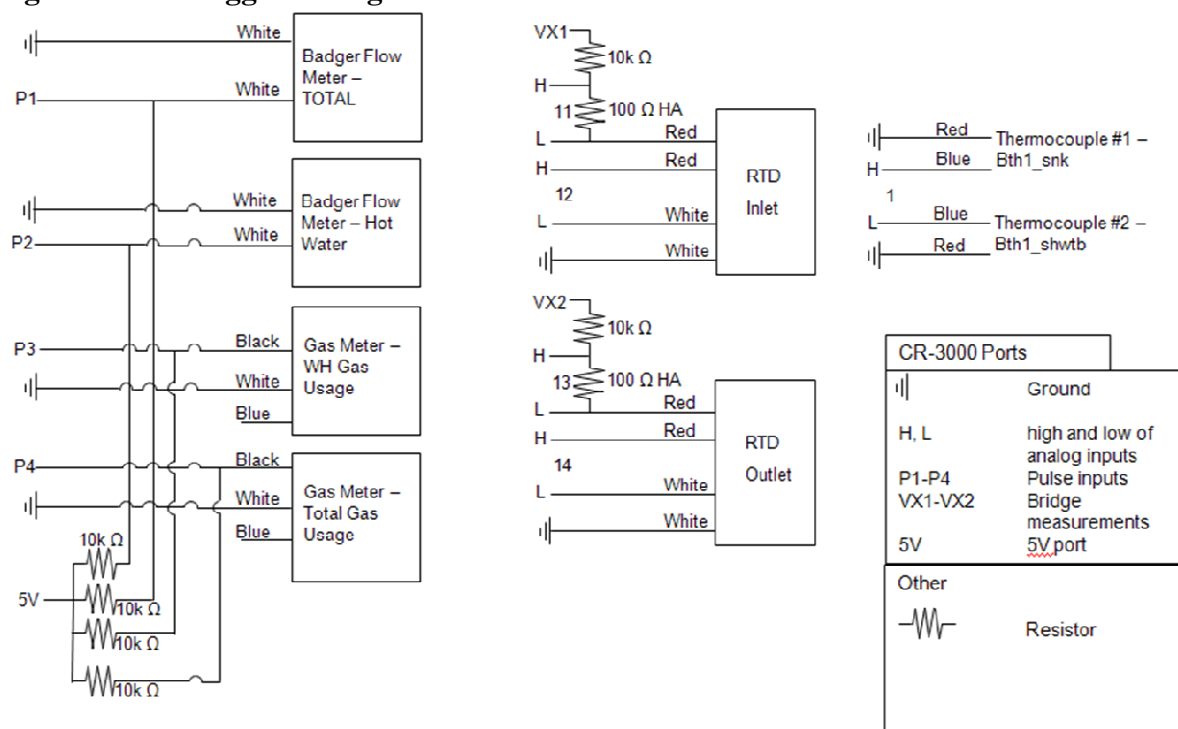 White
Badger Flow
Meter –
TOTAL
P1
White
White
Badger Flow
Meter – Hot
Water
P2
White
P3
Black
Gas Meter –
WH Gas
Usage
White
Blue
P4
Black
Gas Meter –
Total Gas
Usage
White
Blue
10k Ω
5V
10k Ω
10k Ω
10k Ω
VX1
10k Ω
H
11
100 Ω HA
L
Red
H
Red
RTD
Inlet
12
L
White
White
VX2
10k Ω
H
13
100 Ω HA
L
Red
H
Red
RTD
Outlet
14
L
White
White
Red
Thermocouple #1 –
Bth1_snk
H
Blue
1
L
Blue
Thermocouple #2 –
Bth1_shwtb
Red
CR-3000 Ports
Ground
H, L high and low of
analog inputs
P1-P4 Pulse inputs
VX1-VX2 Bridge
measurements
5V 5V port
Other
Resistor